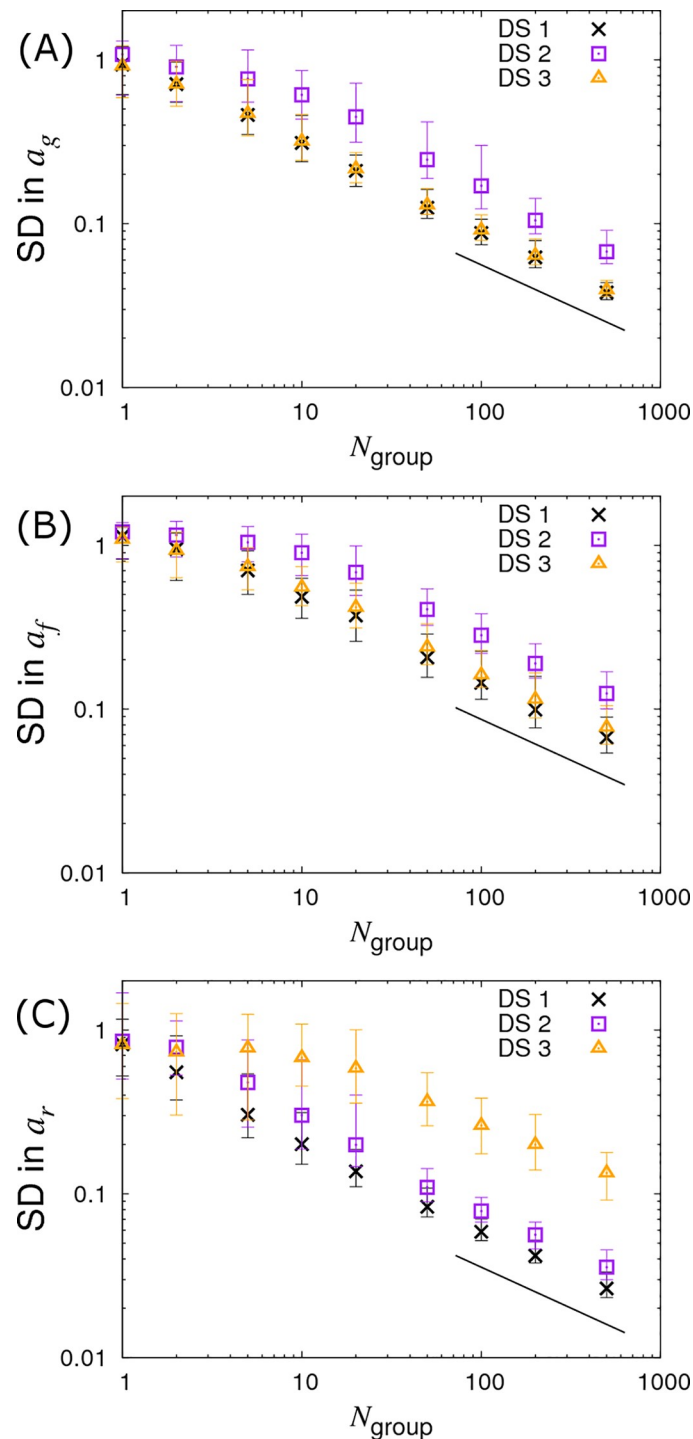 (A)
DS 1
DS 2
DS 3
SD in a_g
1
0.1
0.01
1 10 100 1000
N_group
(B)
DS 1
DS 2
DS 3
SD in a_f
1
0.1
0.01
1 10 100 1000
N_group
(C)
DS 1
DS 2
DS 3
SD in a_r
1
0.1
0.01
1 10 100 1000
N_group